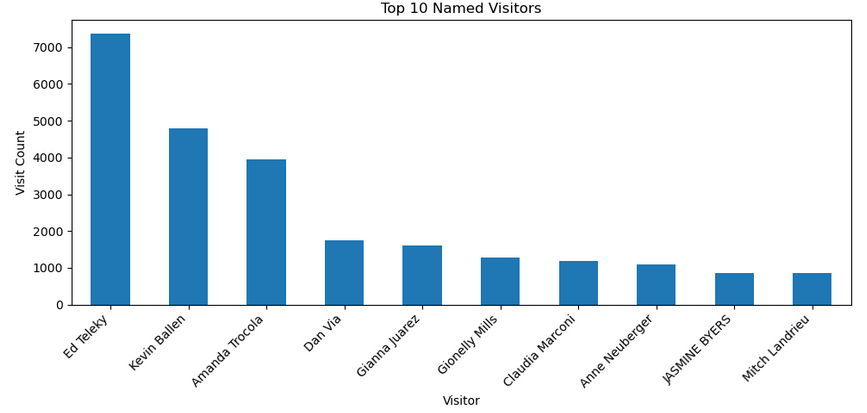 Top 10 Named Visitors
Visit Count
7000
6000
5000
4000
3000
2000
1000
0
Ed Teleky
Kevin Ballen
Amanda Trocola
Dan Via
Gianna Juarez
Gionelly Mills
Claudia Marconi
Anne Neuberger
JASMINE BYERS
Mitch Landrieu
Visitor